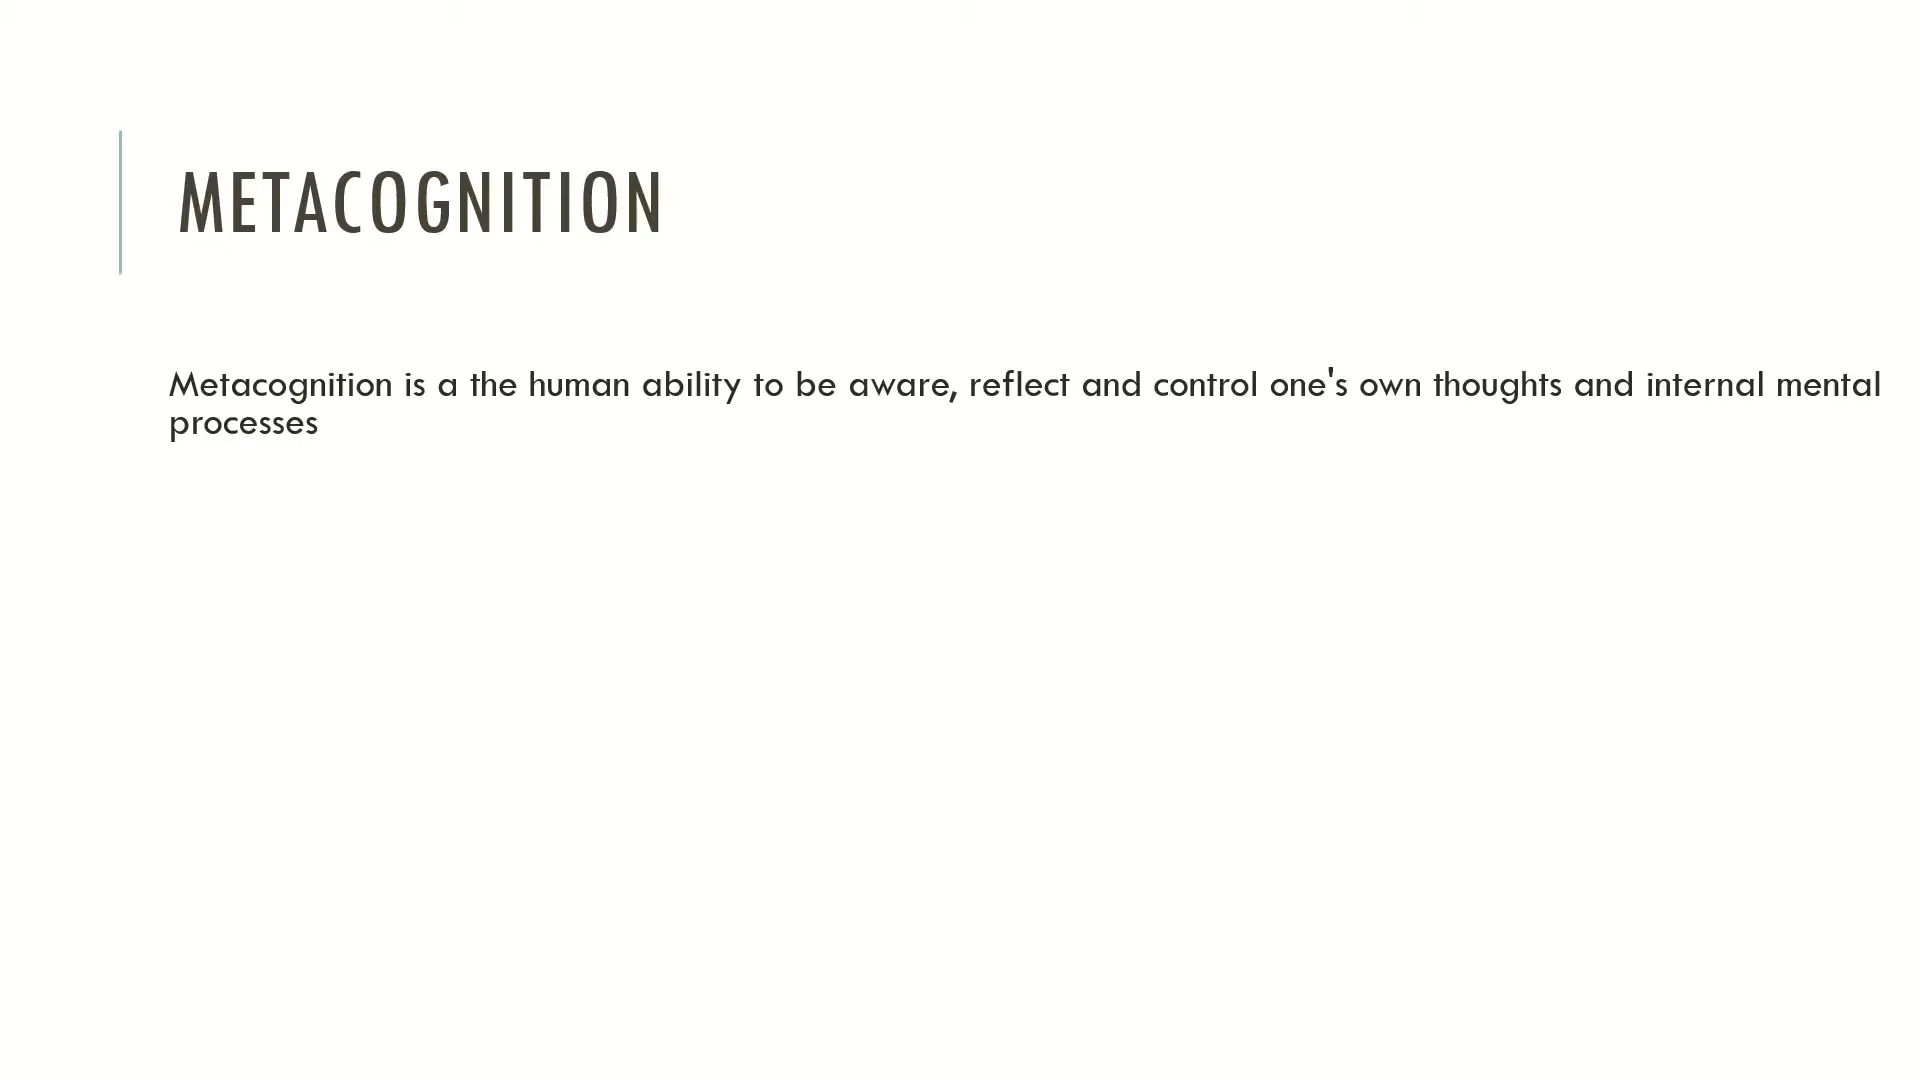 METACOGNITION
Metacognition is a the human ability to be aware, reflect and control one's own thoughts and internal mental
processes